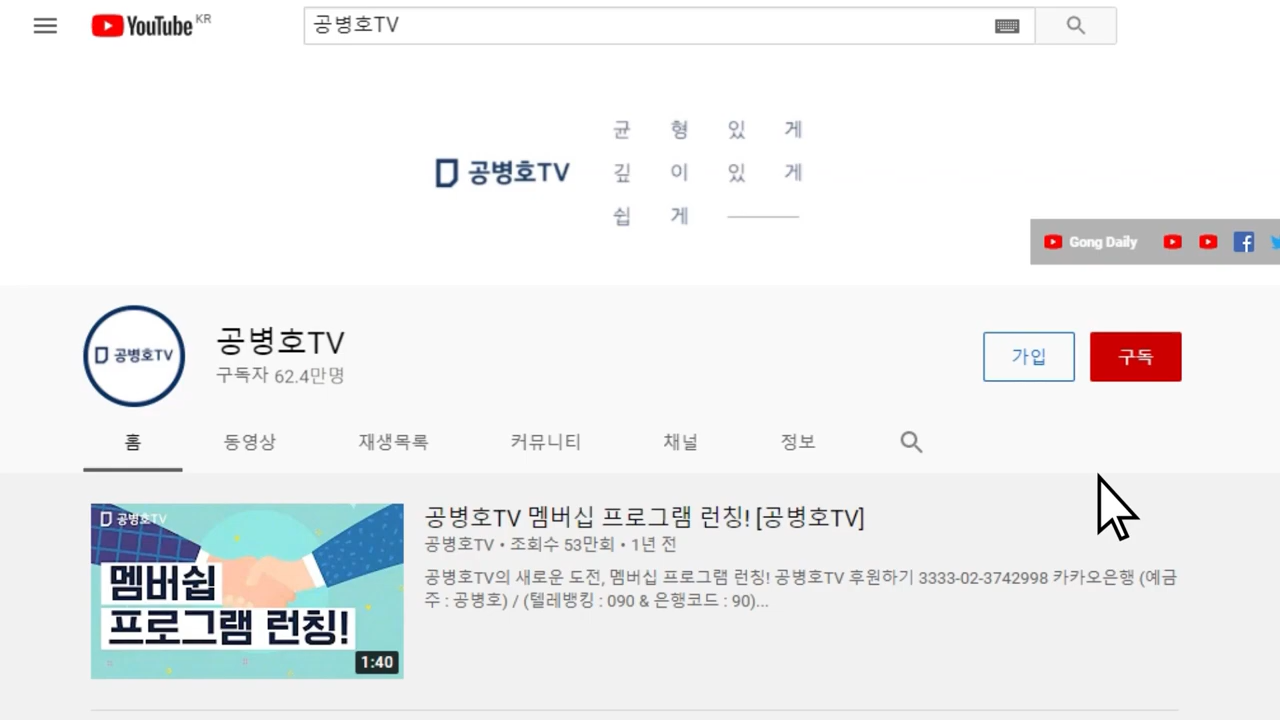 YouTube KR
공병호TV
균 형 있 게
공병호TV
깊 이 있 게
쉽 게
Gong Daily
공병호TV
공병호TV
구독자 62.4만명
가입
구독
홈
동영상
재생목록
커뮤니티
채널
정보
공병호TV
멤버쉽
프로그램 런칭!
1:40
공병호TV 멤버십 프로그램 런칭! [공병호TV]
공병호TV • 조회수 53만회 • 1년 전
공병호TV의 새로운 도전, 멤버십 프로그램 런칭! 공병호TV 후원하기 3333-02-3742998 카카오은행 (예금
주 : 공병호) / (텔레뱅킹 : 090 & 은행코드 : 90)...